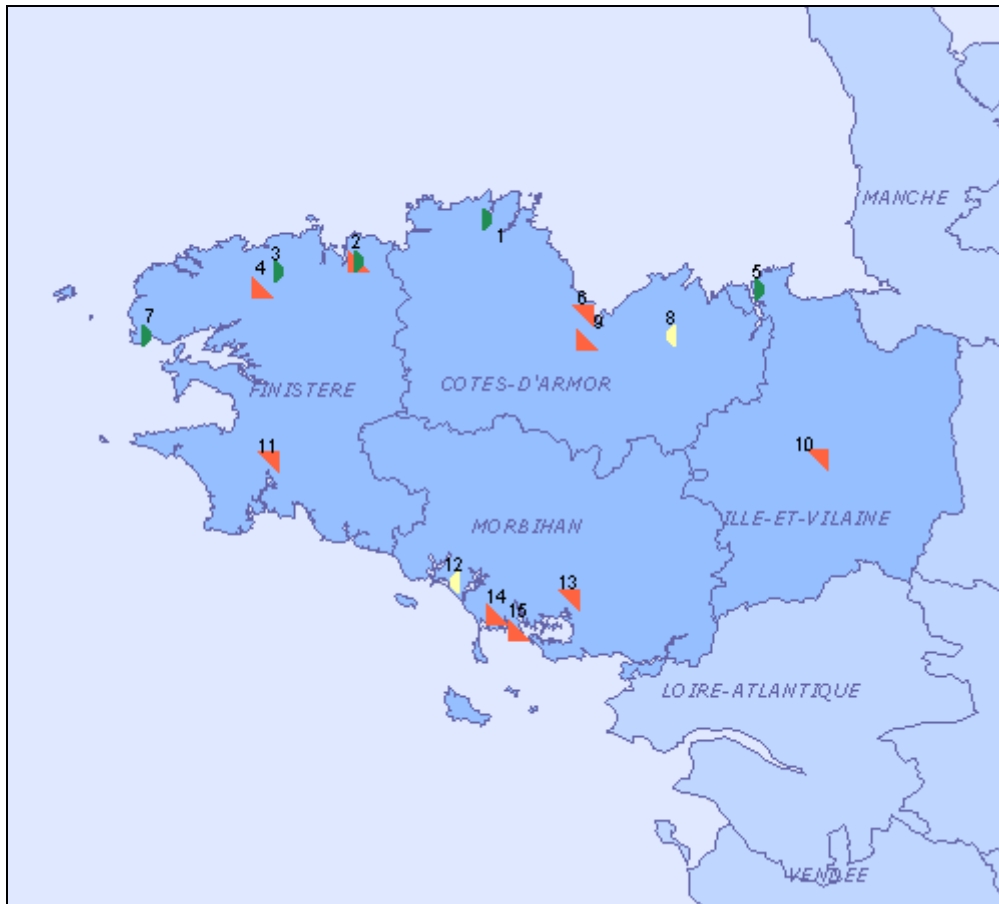 MANCHE
1
2
3
4
5
6
7
8
9
FINISTERE
COTES-D'ARMOR
11
10
MORBIHAN
ILLE-ET-VILAINE
12
13
14
15
LOIRE-ATLANTIQUE
VENDEE